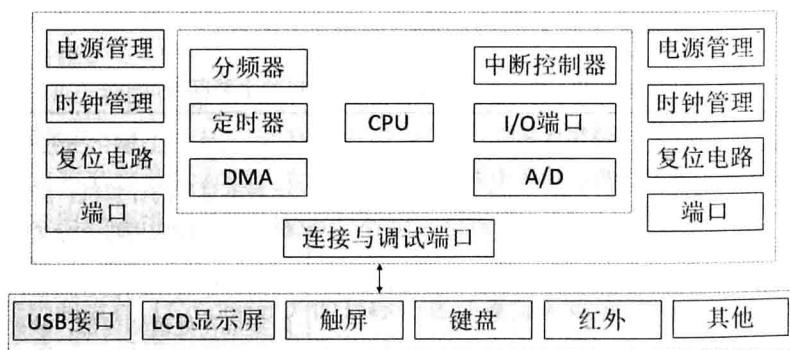 电源管理
时钟管理
复位电路
端口
分频器
定时器
DMA
CPU
中断控制器
I/O端口
A/D
电源管理
时钟管理
复位电路
端口
连接与调试端口
USB接口
LCD显示屏
触屏
键盘
红外
其他